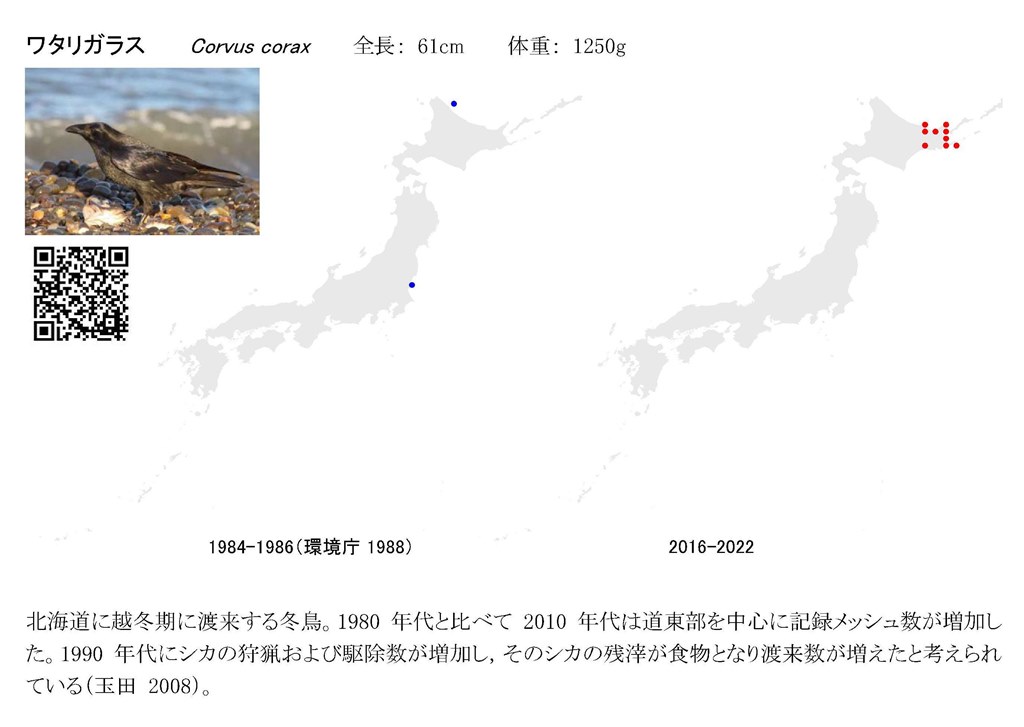 ワタリガラス Corvus corax 全長： 61cm 体重： 1250g
1984-1986（環境庁 1988） 2016-2022
北海道に越冬期に渡来する冬鳥。1980 年代と比べて 2010 年代は道東部を中心に記録メッシュ数が増加し
た。1990 年代にシカの狩猟および駆除数が増加し，そのシカの残滓が食物となり渡来数が増えたと考えられ
ている（玉田 2008）。